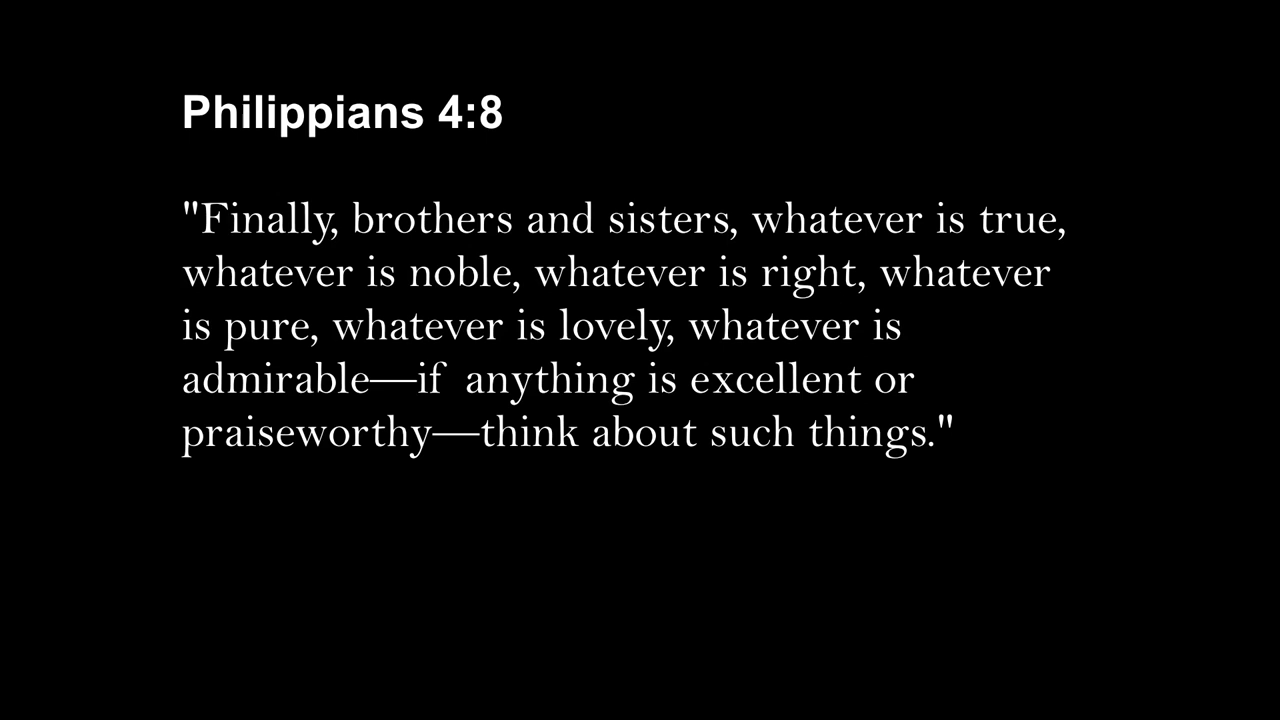 Philippians 4:8
"Finally, brothers and sisters, whatever is true,
whatever is noble, whatever is right, whatever
is pure, whatever is lovely, whatever is
admirable—if  anything is excellent or
praiseworthy—think about such things."